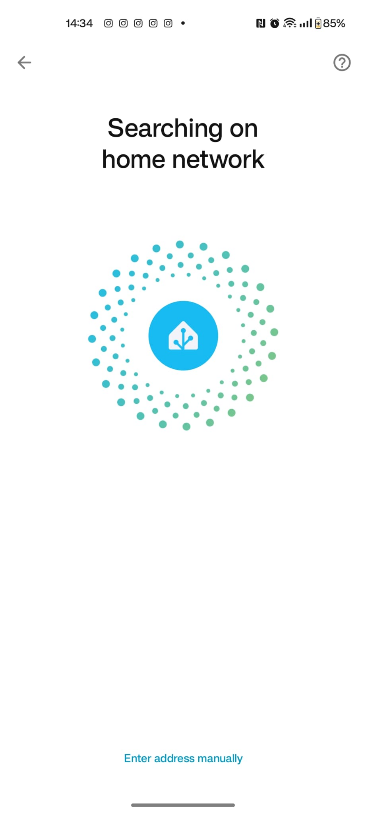 14:34
85%
Searching on
home network
Enter address manually